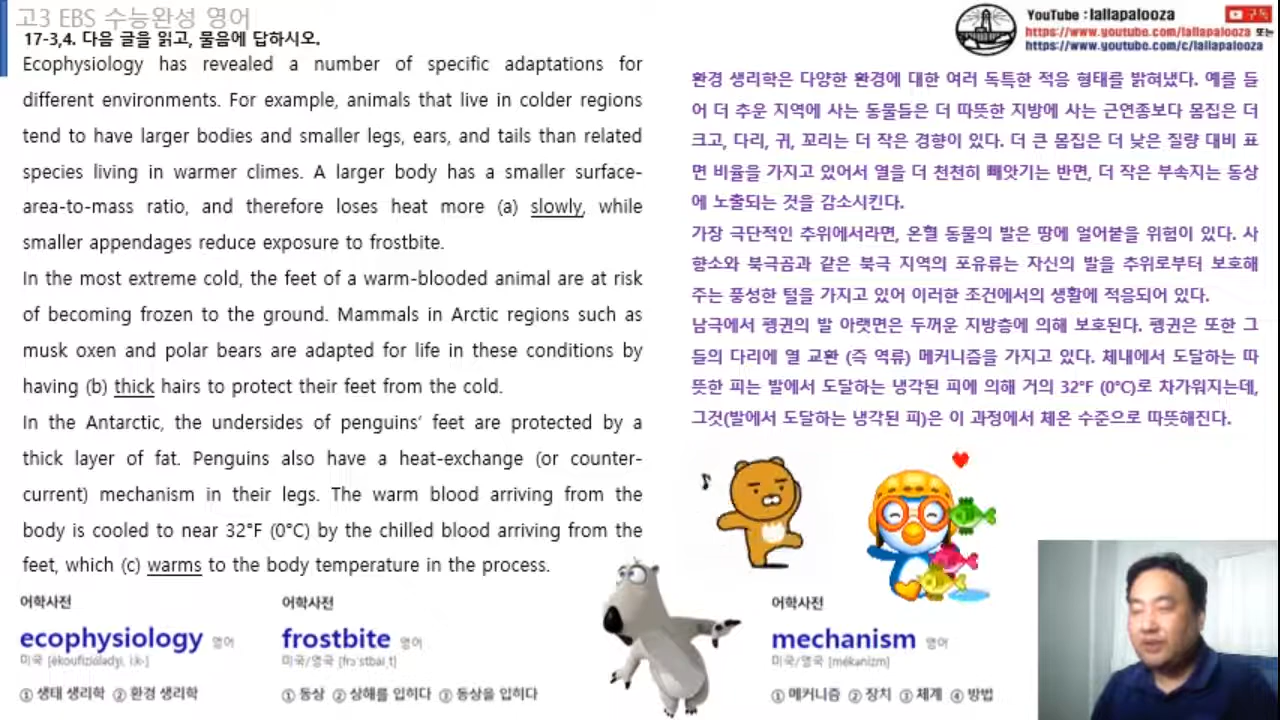 고3 EBS 수능완성 영어
17-3,4. 다음 글을 읽고, 물음에 답하시오.
YouTube : lallapalooza
구독
https://www.youtube.com/lallapalooza 또는
https://www.youtube.com/c/lallapalooza
Ecophysiology has revealed a number of specific adaptations for
different environments. For example, animals that live in colder regions
tend to have larger bodies and smaller legs, ears, and tails than related
species living in warmer climes. A larger body has a smaller surface-
area-to-mass ratio, and therefore loses heat more (a) slowly, while
smaller appendages reduce exposure to frostbite.
In the most extreme cold, the feet of a warm-blooded animal are at risk
of becoming frozen to the ground. Mammals in Arctic regions such as
musk oxen and polar bears are adapted for life in these conditions by
having (b) thick hairs to protect their feet from the cold.
In the Antarctic, the undersides of penguins' feet are protected by a
thick layer of fat. Penguins also have a heat-exchange (or counter-
current) mechanism in their legs. The warm blood arriving from the
body is cooled to near 32°F (0°C) by the chilled blood arriving from the
feet, which (c) warms to the body temperature in the process.
환경 생리학은 다양한 환경에 대한 여러 독특한 적응 형태를 밝혀냈다. 예를 들
어 더 추운 지역에 사는 동물들은 더 따뜻한 지방에 사는 근연종보다 몸집은 더
크고, 다리, 귀, 꼬리는 더 작은 경향이 있다. 더 큰 몸집은 더 낮은 질량 대비 표
면 비율을 가지고 있어서 열을 더 천천히 빼앗기는 반면, 더 작은 부속지는 동상
에 노출되는 것을 감소시킨다.
가장 극단적인 추위에서라면, 온혈 동물의 발은 땅에 얼어붙을 위험이 있다. 사
향소와 북극곰과 같은 북극 지역의 포유류는 자신의 발을 추위로부터 보호해
주는 풍성한 털을 가지고 있어 이러한 조건에서의 생활에 적응되어 있다.
남극에서 펭귄의 발 아랫면은 두꺼운 지방층에 의해 보호된다. 펭귄은 또한 그
들의 다리에 열 교환 (즉 역류) 메커니즘을 가지고 있다. 체내에서 도달하는 따
뜻한 피는 발에서 도달하는 냉각된 피에 의해 거의 32°F (0°C)로 차가워지는데,
그것(발에서 도달하는 냉각된 피)은 이 과정에서 체온 수준으로 따뜻해진다.
어학사전
ecophysiology 영어
미국
① 생태 생리학 ② 환경 생리학
어학사전
frostbite 영어
미국/영국
① 동상 ② 상해를 입히다 ③ 동상을 입히다
어학사전
mechanism 영어
미국/영국 [mékənizm]
① 메커니즘 ② 장치 ③ 체계 ④ 방법